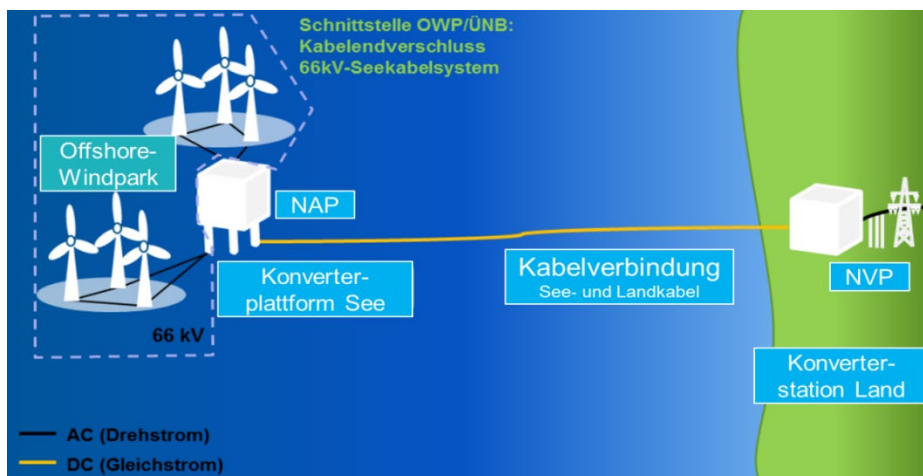 Schnittstelle OWP/ÜNB:
Kabelendverschluss
66kV-Seekabelsystem
Offshore-
Windpark
NAP
Konverter-
plattform See
66 kV
Kabelverbindung
See- und Landkabel
NVP
Konverter-
station Land
AC (Drehstrom)
DC (Gleichstrom)